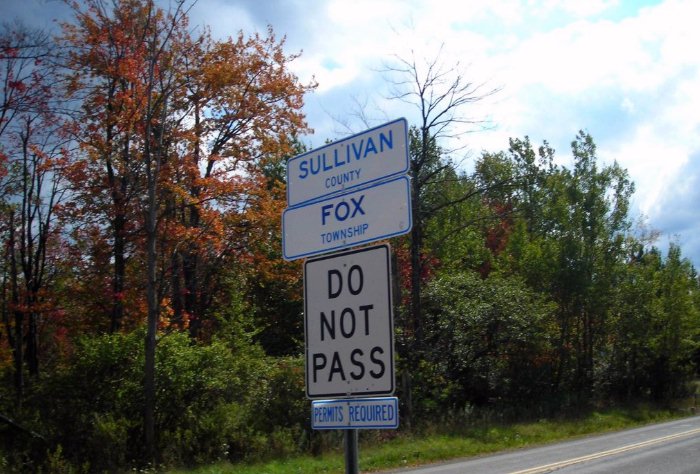 SULLIVAN
COUNTY
FOX
TOWNSHIP
DO
NOT
PASS
PERMITS REQUIRED